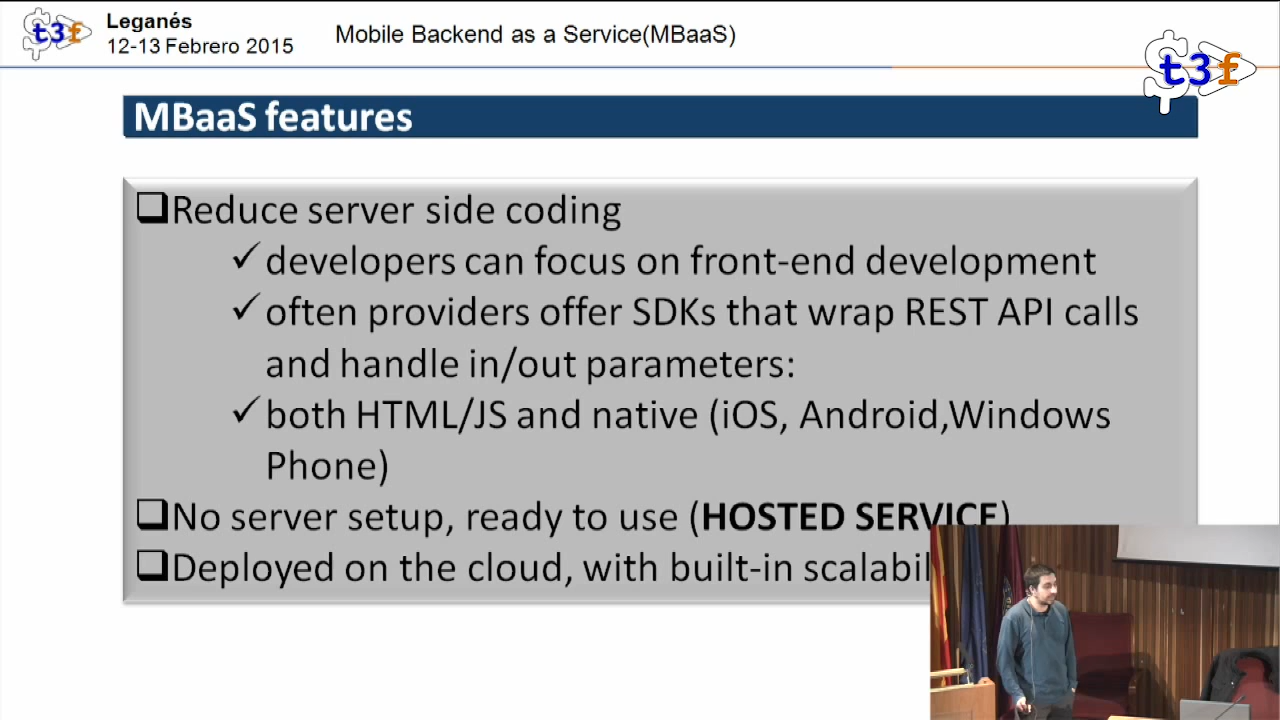 t3f
Leganés
12-13 Febrero 2015
Mobile Backend as a Service(MBaaS)
t3f
MBaaS features
Reduce server side coding
developers can focus on front-end development
often providers offer SDKs that wrap REST API calls
and handle in/out parameters:
both HTML/JS and native (iOS, Android,Windows
Phone)
No server setup, ready to use (HOSTED SERVICE)
Deployed on the cloud, with built-in